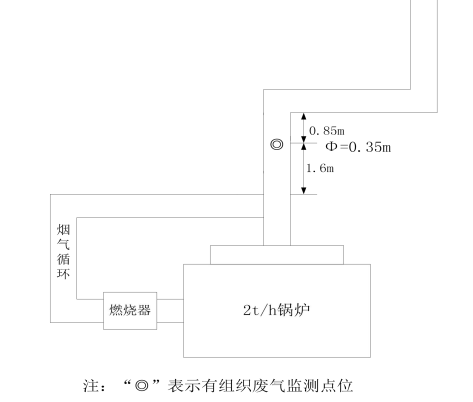 0.85m
◎
Φ=0.35m
1.6m
烟气循环
燃烧器
2t/h锅炉
注：“◎”表示有组织废气监测点位